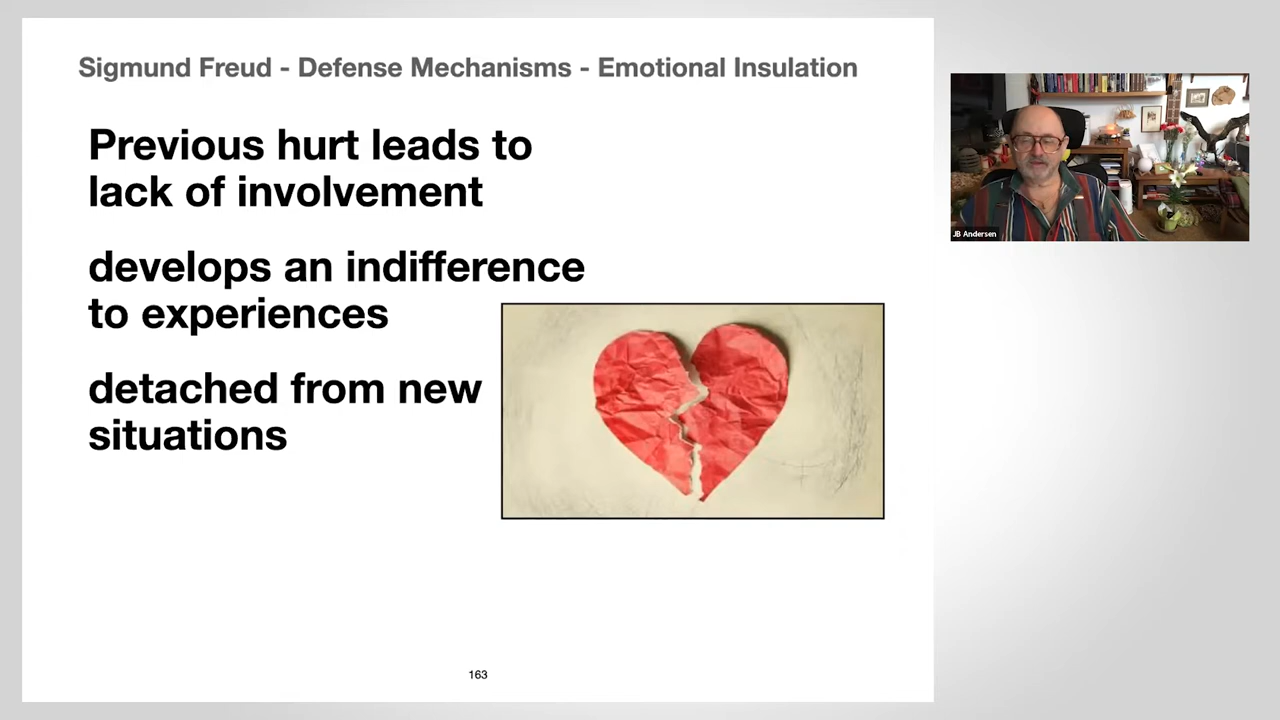 Sigmund Freud - Defense Mechanisms - Emotional Insulation
Previous hurt leads to
lack of involvement
develops an indifference
to experiences
detached from new
situations
JB Andersen
163